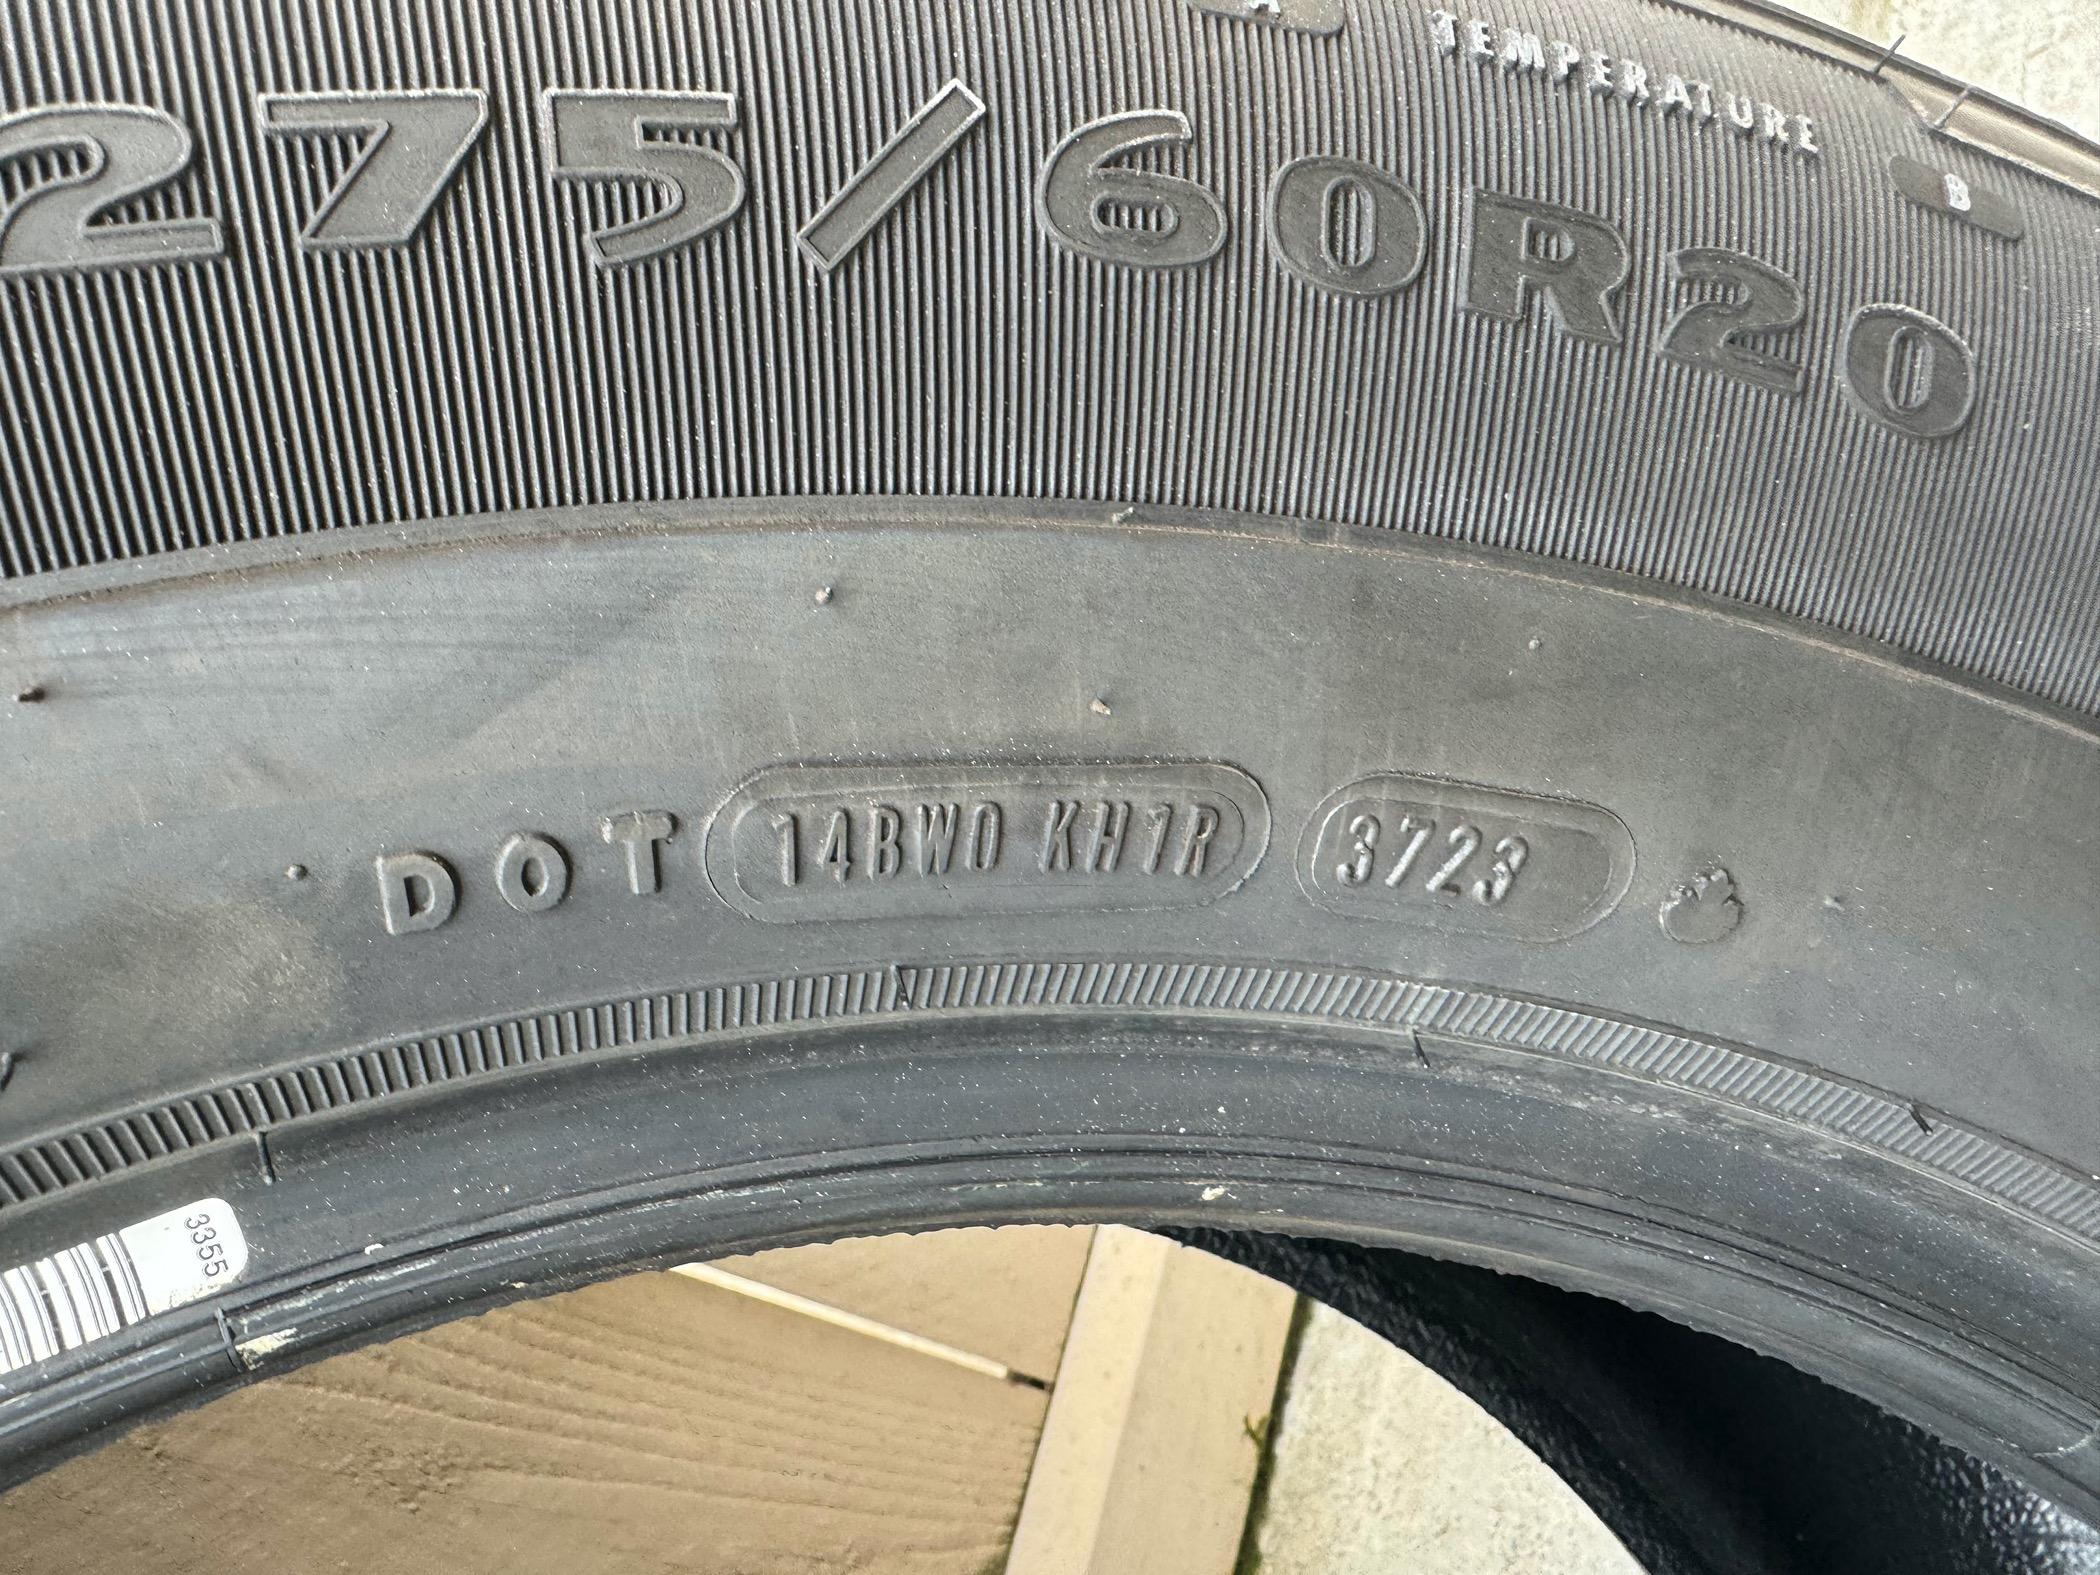 A
TEMPERATURE B
275/60R20
DOT 14BW0 KH1R 3723
3355